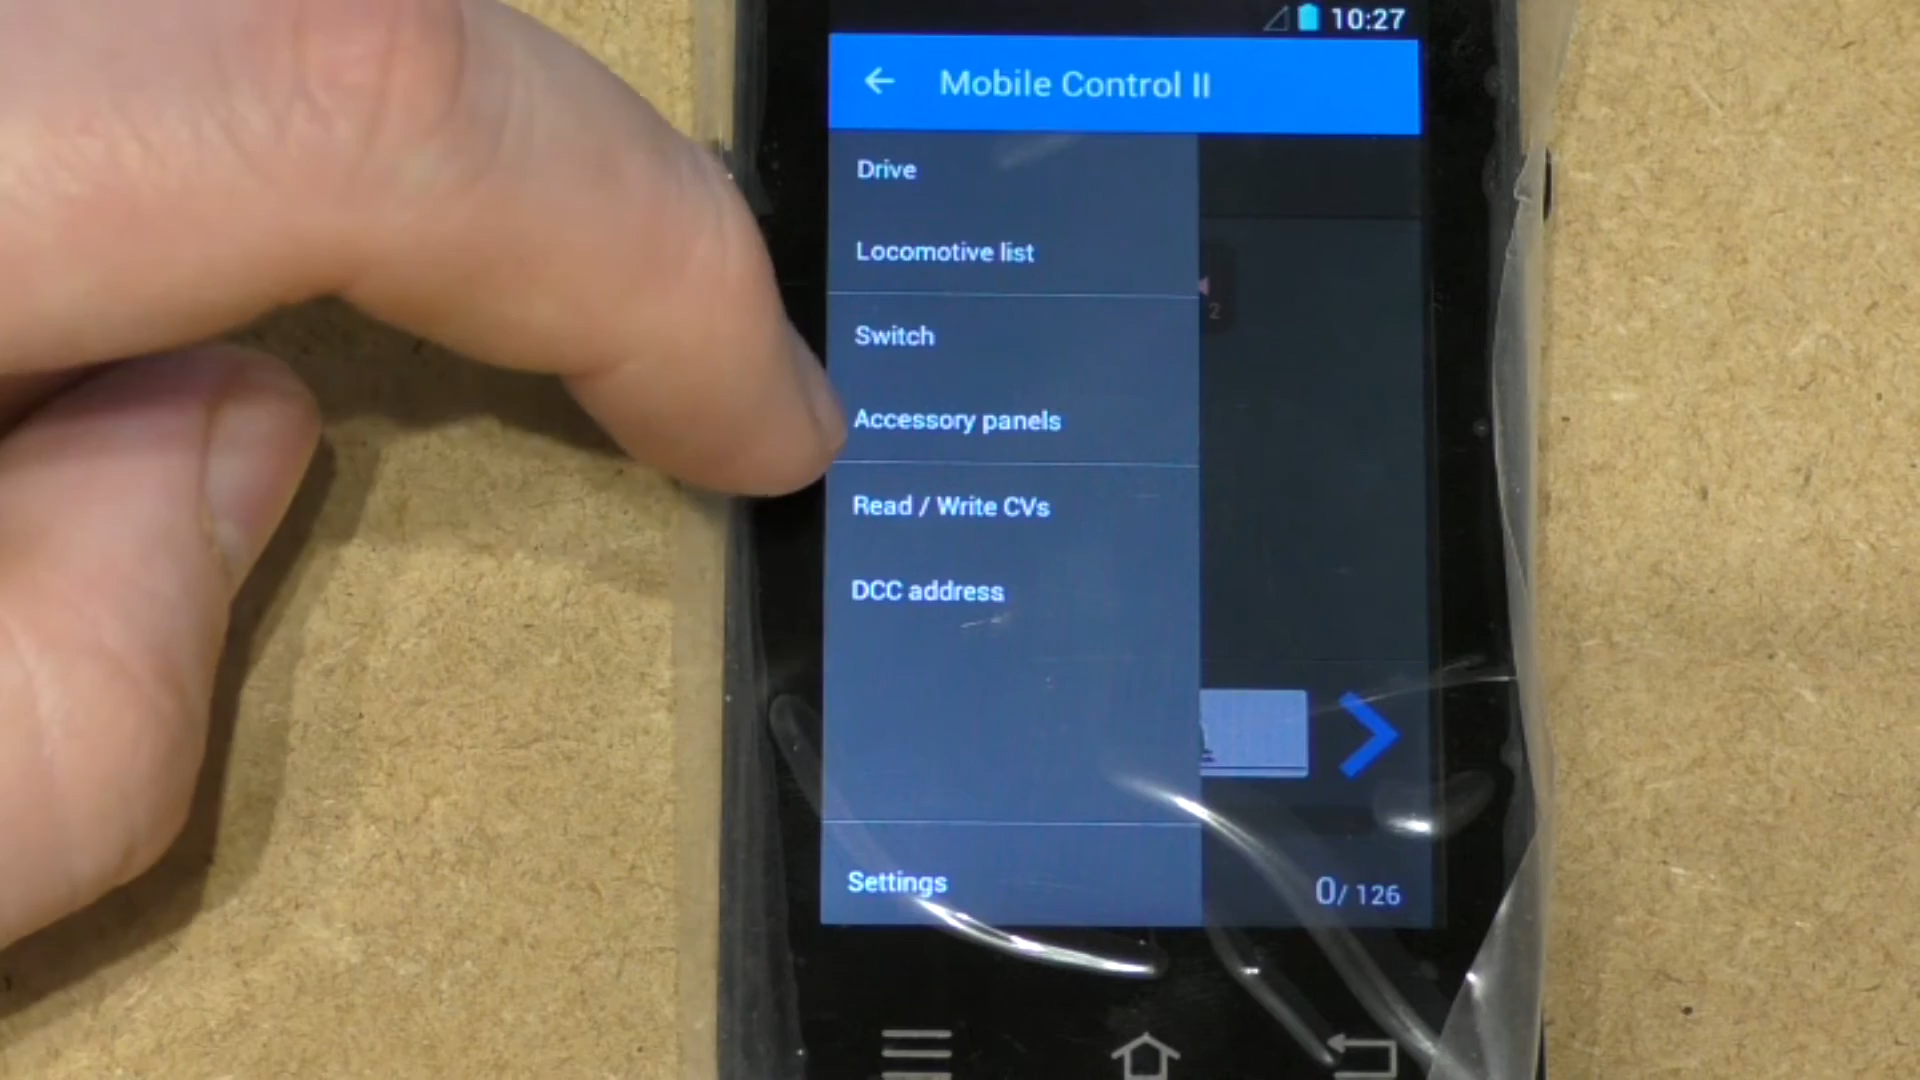 10:27
Mobile Control II
Drive
Locomotive list
2
Switch
Accessory panels
Read / Write CVs
DCC address
Settings
0/ 126